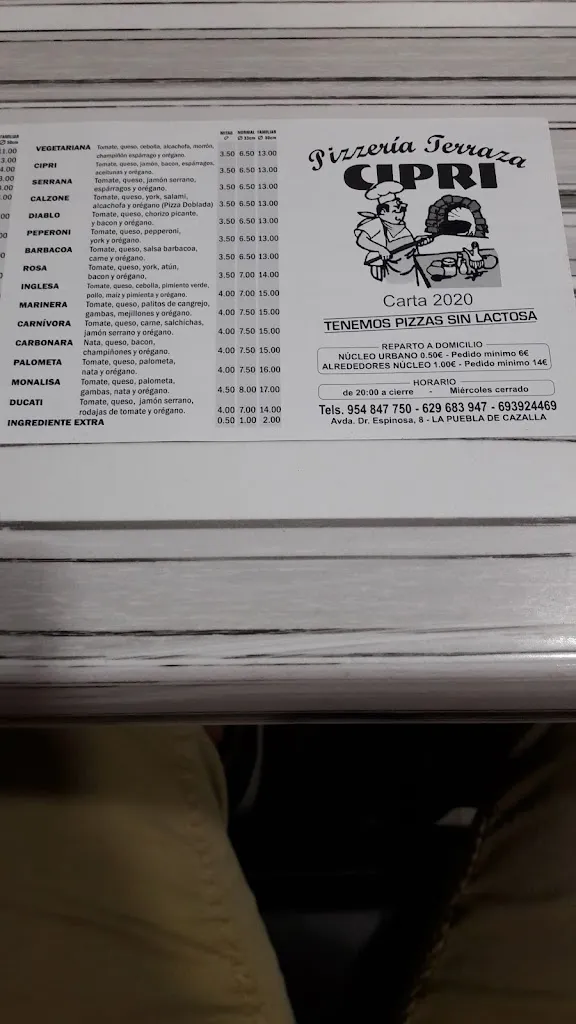 FAMILIAR
MEDIA NORMAL FAMILIAR
11.00
VEGETARIANA Tomate, queso, cebolla, alcachofa, morrón,
champiñón espárrago y orégano. 3.50 6.50 13.00
CIPRI Tomate, queso, jamón, bacon, espárragos,
aceitunas y orégano. 3.50 6.50 13.00
SERRANA Tomate, queso, jamón serrano,
espárragos y orégano. 3.50 6.50 13.00
CALZONE Tomate, queso, york, salami,
alcachofa y orégano (Pizza Doblada) 3.50 6.50 13.00
DIABLO Tomate, queso, chorizo picante,
y bacon y orégano. 3.50 6.50 13.00
PEPERONI Tomate, queso, pepperoni,
york y orégano. 3.50 6.50 13.00
BARBACOA Tomate, queso, salsa barbacoa,
carne y orégano. 3.50 6.50 13.00
ROSA Tomate, queso, york, atún,
bacon y orégano, 3.50 7.00 14.00
INGLESA Tomate, queso, cebolla, pimiento verde,
pollo, maiz y pimienta y orégano. 4.00 7.00 15.00
MARINERA Tomate, queso, palitos de cangrejo,
gambas, mejillones y orégano. 4.00 7.50 15.00
CARNÍVORA Tomate, queso, carne, salchichas,
jamón serrano y orégano. 4.00 7.50 15.00
CARBONARA Nata, queso, bacon,
champiñones y orégano. 4.00 7.50 15.00
PALOMETA Tomate, queso, palometa,
nata y orégano. 4.00 7.50 16.00
MONALISA Tomate, queso, palometa,
gambas, nata y orégano. 4.50 8.00 17.00
DUCATI Tomate, queso, jamón serrano,
rodajas de tomate y orégano. 4.00 7.00 14.00
INGREDIENTE EXTRA 0.50 1.00 2.00
Pizzería Terraza
CIPRI
Carta 2020
TENEMOS PIZZAS SIN LACTOSA
REPARTO A DOMICILIO
NÚCLEO URBANO 0.50€ - Pedido minimo 6€
ALREDEDORES NÚCLEO 1.00€ - Pedido minimo 14€
HORARIO
de 20:00 a cierre - Miércoles cerrado
Tels. 954 847 750 - 629 683 947 - 693924469
Avda. Dr. Espinosa, 8 - LA PUEBLA DE CAZALLA